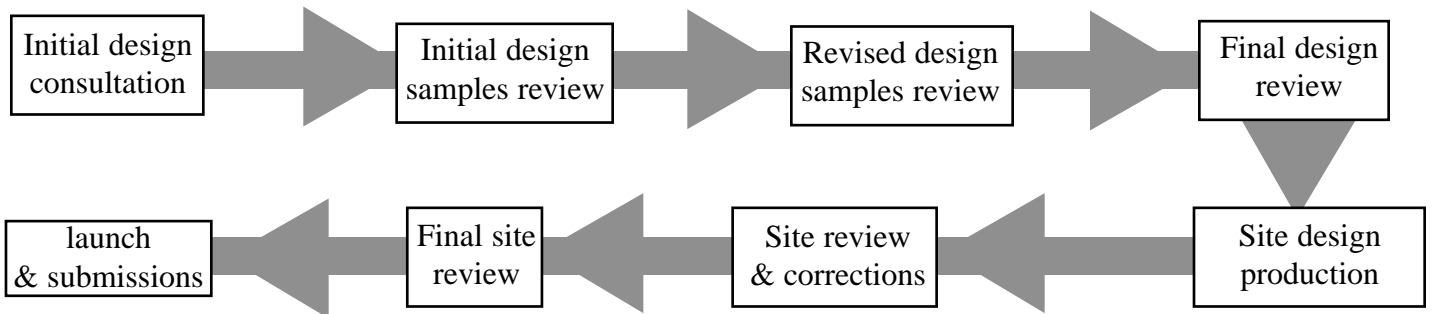 Initial design
consultation
Initial design
samples review
Revised design
samples review
Final design
review
Site design
production
Site review
& corrections
Final site
review
launch
& submissions